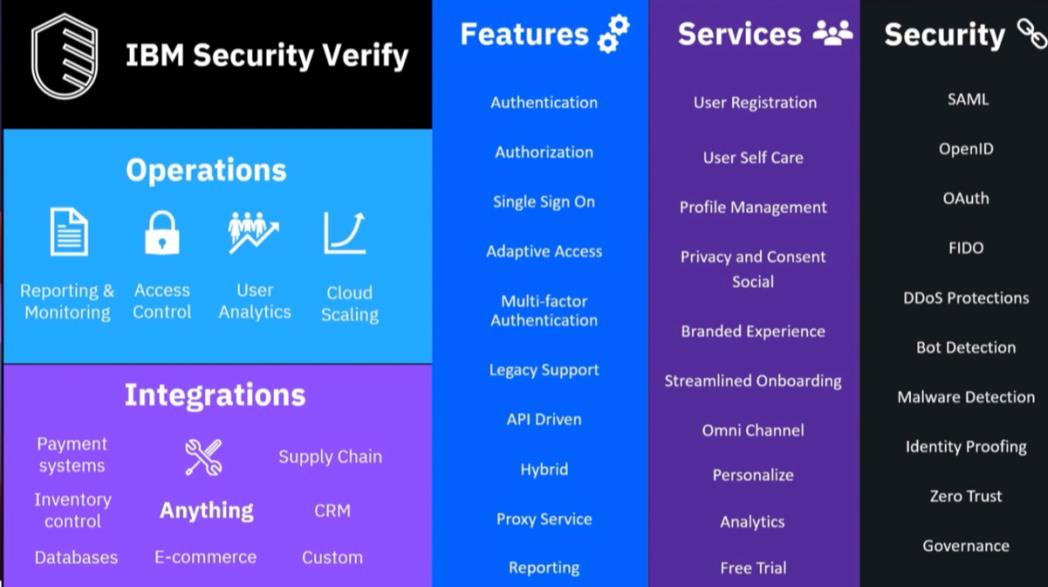 IBM Security Verify
Operations
Reporting &
Monitoring
Access
Control
User
Analytics
Cloud
Scaling
Integrations
Payment
systems
Supply Chain
Inventory
control
Anything
CRM
Databases
E-commerce
Custom
Features
Authentication
Authorization
Single Sign On
Adaptive Access
Multi-factor
Authentication
Legacy Support
API Driven
Hybrid
Proxy Service
Reporting
Services
User Registration
User Self Care
Profile Management
Privacy and Consent
Social
Branded Experience
Streamlined Onboarding
Omni Channel
Personalize
Analytics
Free Trial
Security
SAML
OpenID
OAuth
FIDO
DDoS Protections
Bot Detection
Malware Detection
Identity Proofing
Zero Trust
Governance